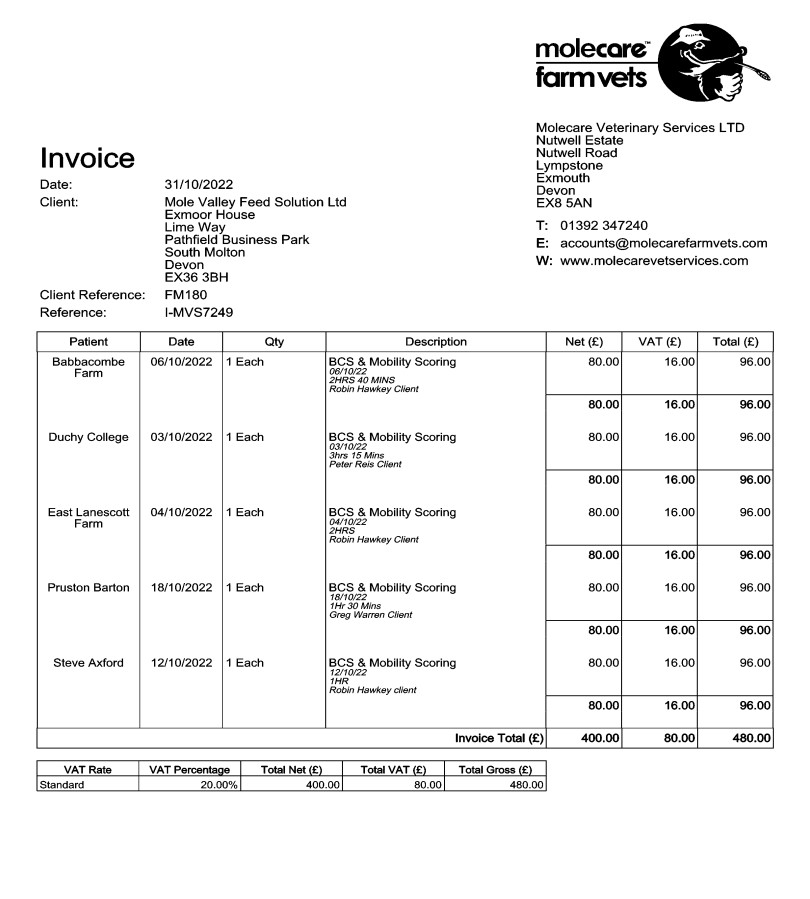 molecare™
farm vets
Molecare Veterinary Services LTD
Nutwell Estate
Nutwell Road
Lympstone
Exmouth
Devon
EX8 5AN
T: 01392 347240
E: accounts@molecarefarmvets.com
W: www.molecarevetservices.com
Invoice
Date: 31/10/2022
Client: Mole Valley Feed Solution Ltd
Exmoor House
Lime Way
Pathfield Business Park
South Molton
Devon
EX36 3BH
Client Reference: FM180
Reference: I-MVS7249
Patient Date Qty Description Net (£) VAT (£) Total (£)
Babbacombe 06/10/2022 1 Each BCS & Mobility Scoring 80.00 16.00 96.00
Farm 06/10/22
2HRS 40 MINS
Robin Hawkey Client
80.00 16.00 96.00
Duchy College 03/10/2022 1 Each BCS & Mobility Scoring 80.00 16.00 96.00
03/10/22
3hrs 15 Mins
Peter Reis Client
80.00 16.00 96.00
East Lanescott 04/10/2022 1 Each BCS & Mobility Scoring 80.00 16.00 96.00
Farm 04/10/22
2HRS
Robin Hawkey Client
80.00 16.00 96.00
Pruston Barton 18/10/2022 1 Each BCS & Mobility Scoring 80.00 16.00 96.00
18/10/22
1Hr 30 Mins
Greg Warren Client
80.00 16.00 96.00
Steve Axford 12/10/2022 1 Each BCS & Mobility Scoring 80.00 16.00 96.00
12/10/22
1HR
Robin Hawkey client
80.00 16.00 96.00
Invoice Total (£) 400.00 80.00 480.00
VAT Rate VAT Percentage Total Net (£) Total VAT (£) Total Gross (£)
Standard 20.00% 400.00 80.00 480.00